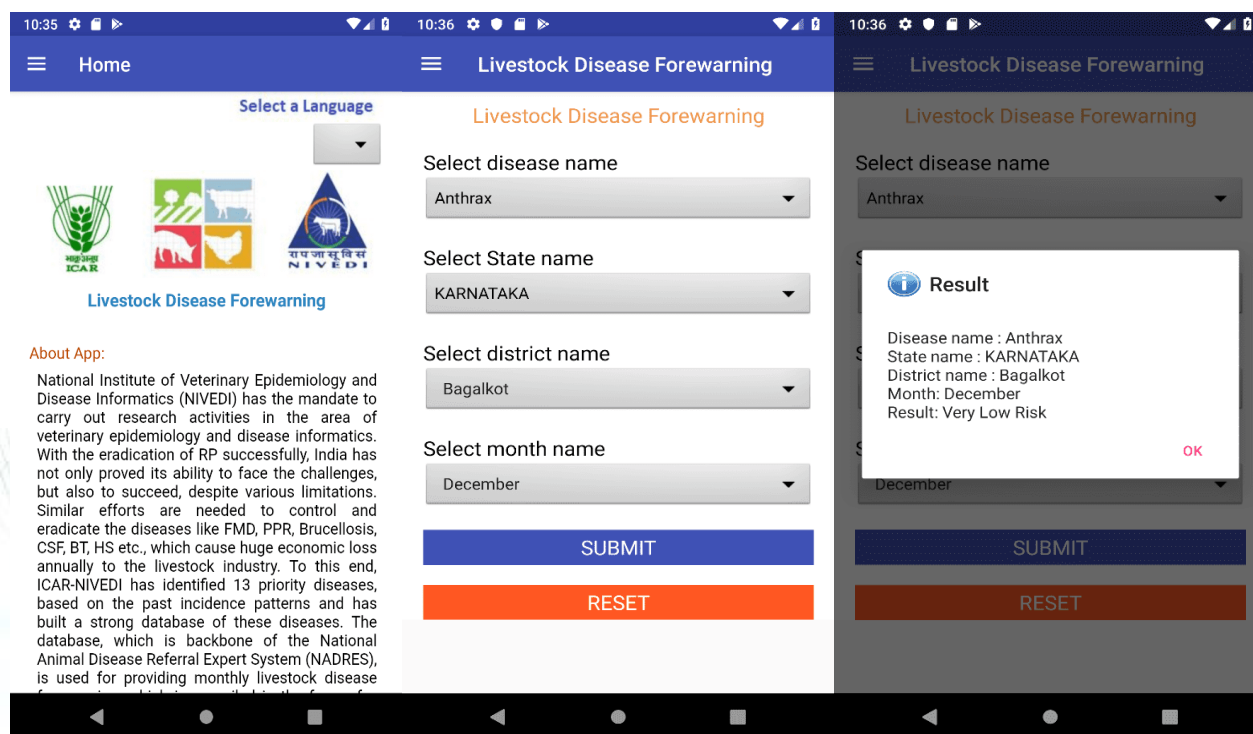 10:35
Home
Select a Language
भाकृअनुप
ICAR
रा प जा सू वि सं
NIVEDI
Livestock Disease Forewarning
About App:
National Institute of Veterinary Epidemiology and
Disease Informatics (NIVEDI) has the mandate to
carry out research activities in the area of
veterinary epidemiology and disease informatics.
With the eradication of RP successfully, India has
not only proved its ability to face the challenges,
but also to succeed, despite various limitations.
Similar efforts are needed to control and
eradicate the diseases like FMD, PPR, Brucellosis,
CSF, BT, HS etc., which cause huge economic loss
annually to the livestock industry. To this end,
ICAR-NIVEDI has identified 13 priority diseases,
based on the past incidence patterns and has
built a strong database of these diseases. The
database, which is backbone of the National
Animal Disease Referral Expert System (NADRES),
is used for providing monthly livestock disease
10:36
Livestock Disease Forewarning
Livestock Disease Forewarning
Select disease name
Anthrax
Select State name
KARNATAKA
Select district name
Bagalkot
Select month name
December
SUBMIT
RESET
10:36
Livestock Disease Forewarning
Livestock Disease Forewarning
Select disease name
Anthrax
Result
Disease name : Anthrax
State name : KARNATAKA
District name : Bagalkot
Month: December
Result: Very Low Risk
OK
December
SUBMIT
RESET